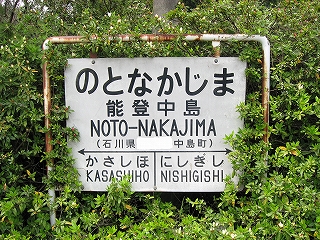 のとなかじま
能登中島
NOTO-NAKAJIMA
(石川県 中島町)
かさしほ にしぎし
KASASHIHO NISHIGISHI